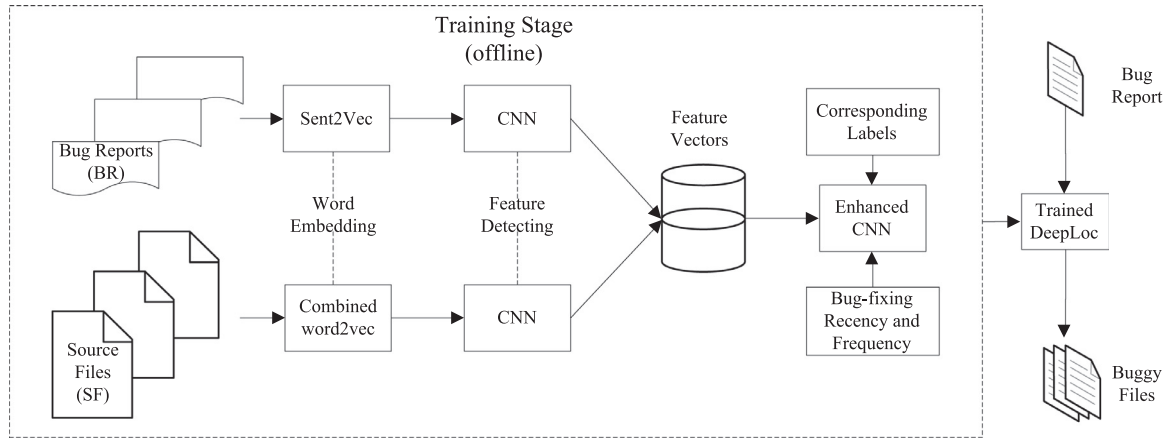 Training Stage
(offline)
Bug Reports
(BR)
Sent2Vec
CNN
Word
Embedding
Feature
Detecting
Source
Files
(SF)
Combined
word2vec
CNN
Feature
Vectors
Corresponding
Labels
Enhanced
CNN
Bug-fixing
Recency and
Frequency
Bug
Report
Trained
DeepLoc
Buggy
Files